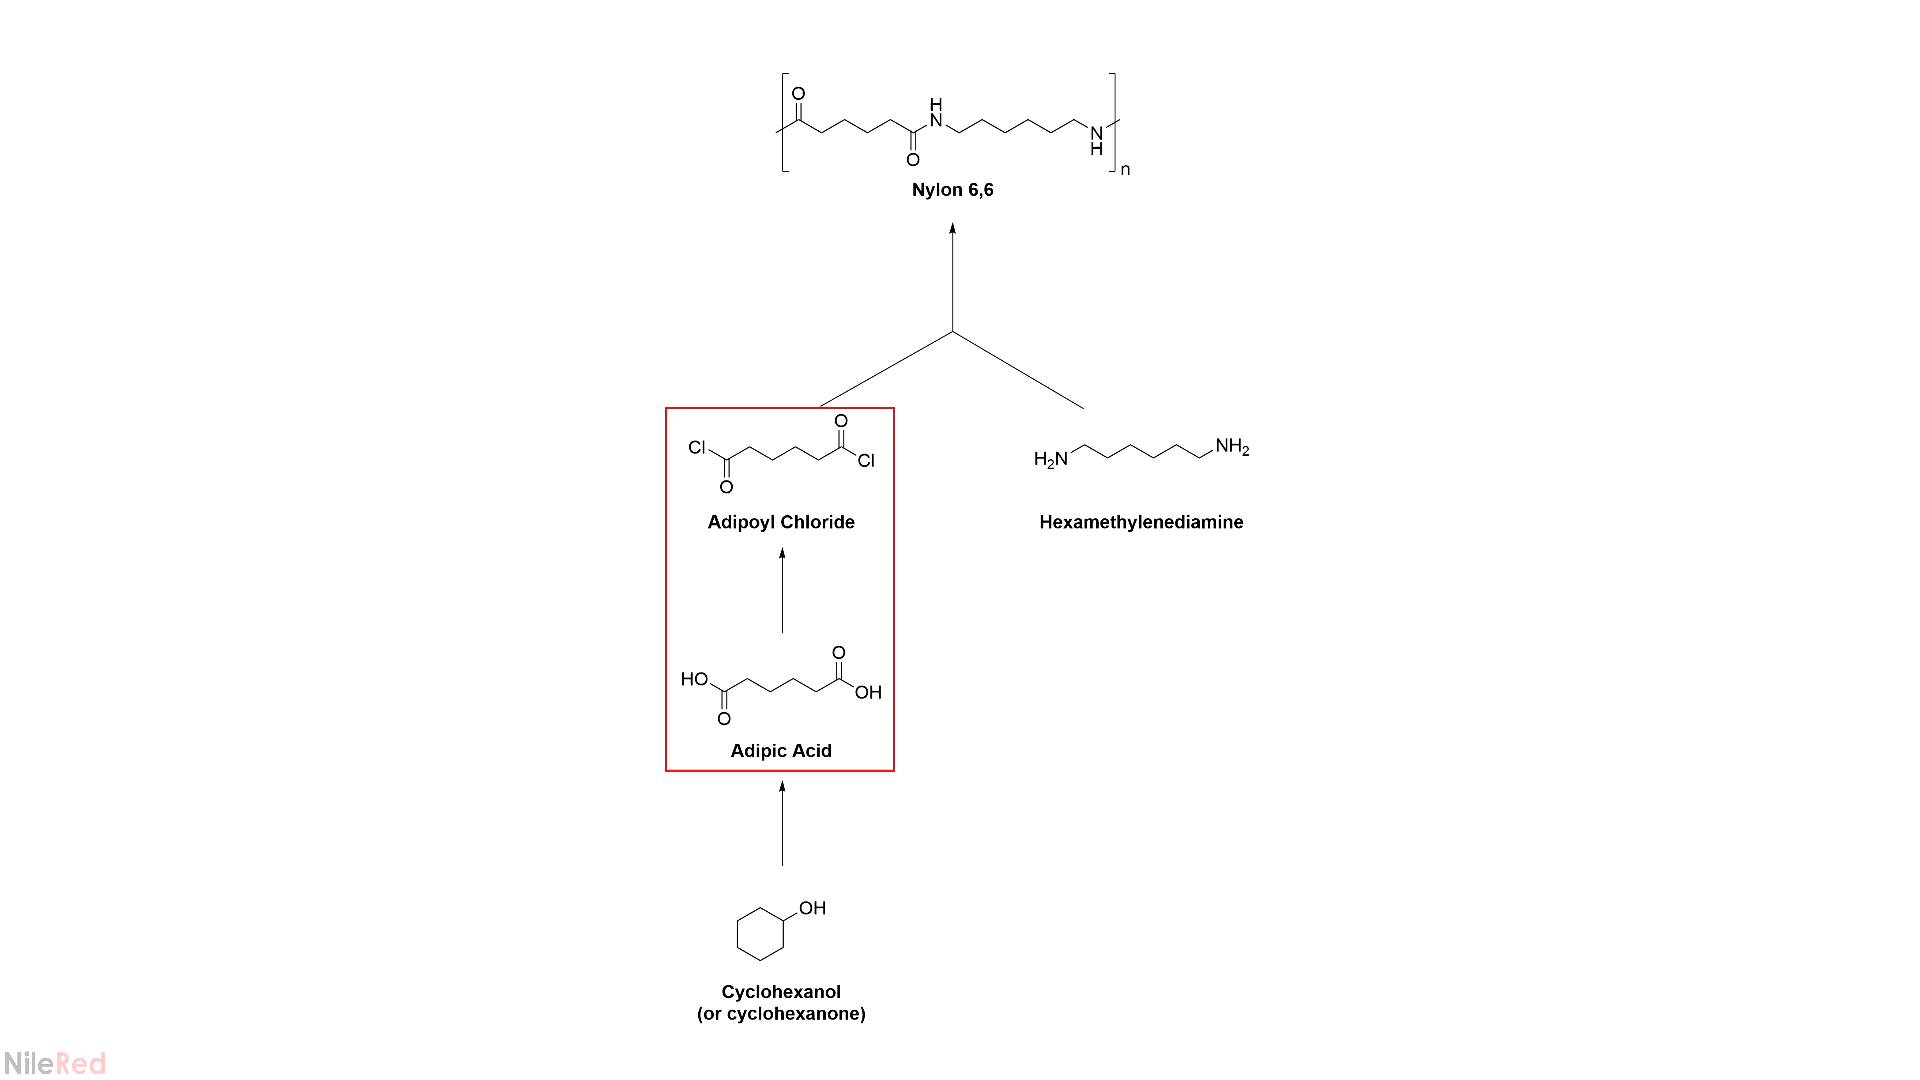 O
H
N
O
N
H
n
Nylon 6,6
O
Cl
Cl
O
Adipoyl Chloride
NH2
H2N
Hexamethylenediamine
O
HO
OH
O
Adipic Acid
OH
Cyclohexanol
(or cyclohexanone)
NileRed